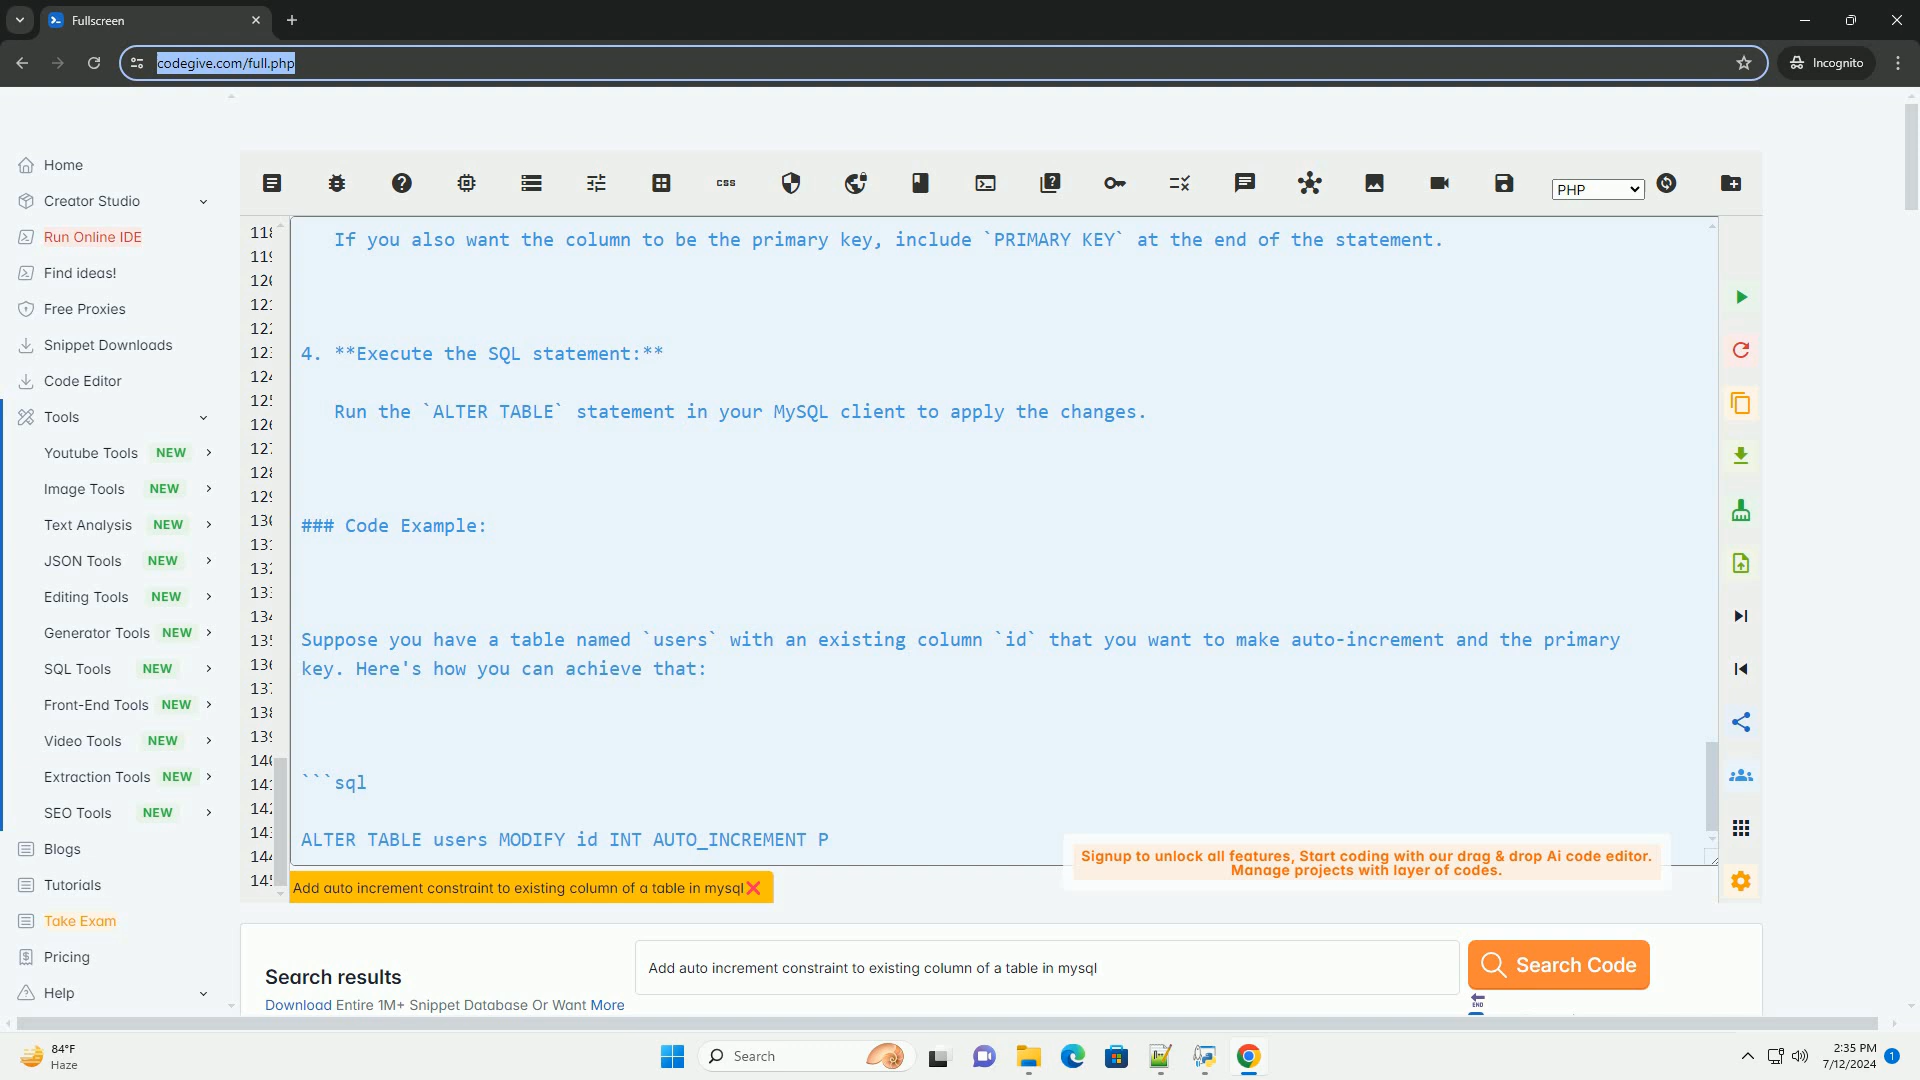 Fullscreen
codegive.com/full.php
Incognito
Home
Creator Studio
Run Online IDE
Find ideas!
Free Proxies
Snippet Downloads
Code Editor
Tools
Youtube Tools NEW
Image Tools NEW
Text Analysis NEW
JSON Tools NEW
Editing Tools NEW
Generator Tools NEW
SQL Tools NEW
Front-End Tools NEW
Video Tools NEW
Extraction Tools NEW
SEO Tools NEW
Blogs
Tutorials
Take Exam
Pricing
Help
css
PHP
If you also want the column to be the primary key, include `PRIMARY KEY` at the end of the statement.
4. **Execute the SQL statement:**
Run the `ALTER TABLE` statement in your MySQL client to apply the changes.
### Code Example:
Suppose you have a table named `users` with an existing column `id` that you want to make auto-increment and the primary
key. Here's how you can achieve that:
```sql
ALTER TABLE users MODIFY id INT AUTO_INCREMENT P
Signup to unlock all features, Start coding with our drag & drop Ai code editor.
Manage projects with layer of codes.
Add auto increment constraint to existing column of a table in mysql❌
Search results
Download Entire 1M+ Snippet Database Or Want More
Add auto increment constraint to existing column of a table in mysql
Search Code
END
84°F
Haze
Search
2:35 PM
7/12/2024
1